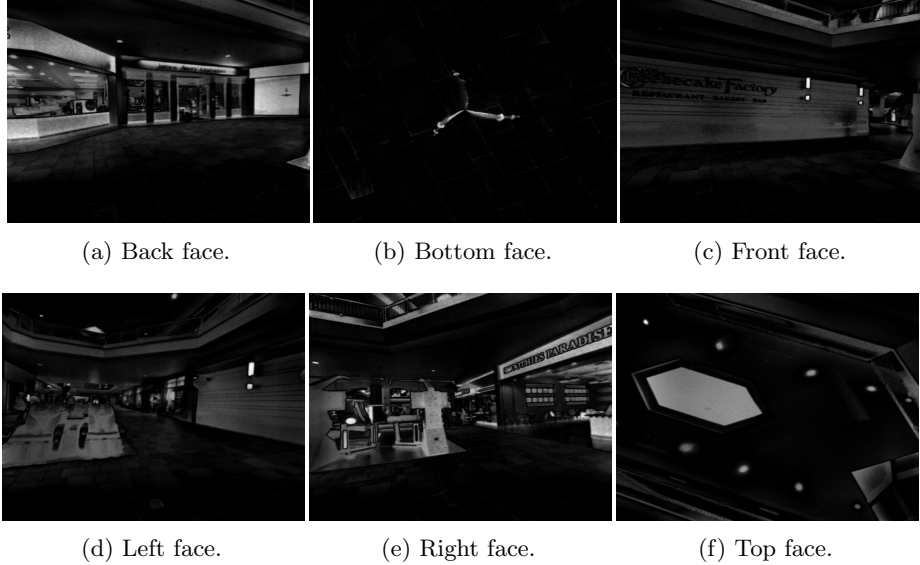 Cheesecake Factory
RESTAURANT BAKERY BAR
(a) Back face.
(b) Bottom face.
(c) Front face.
SMOOTHIES PARADISE
(d) Left face.
(e) Right face.
(f) Top face.